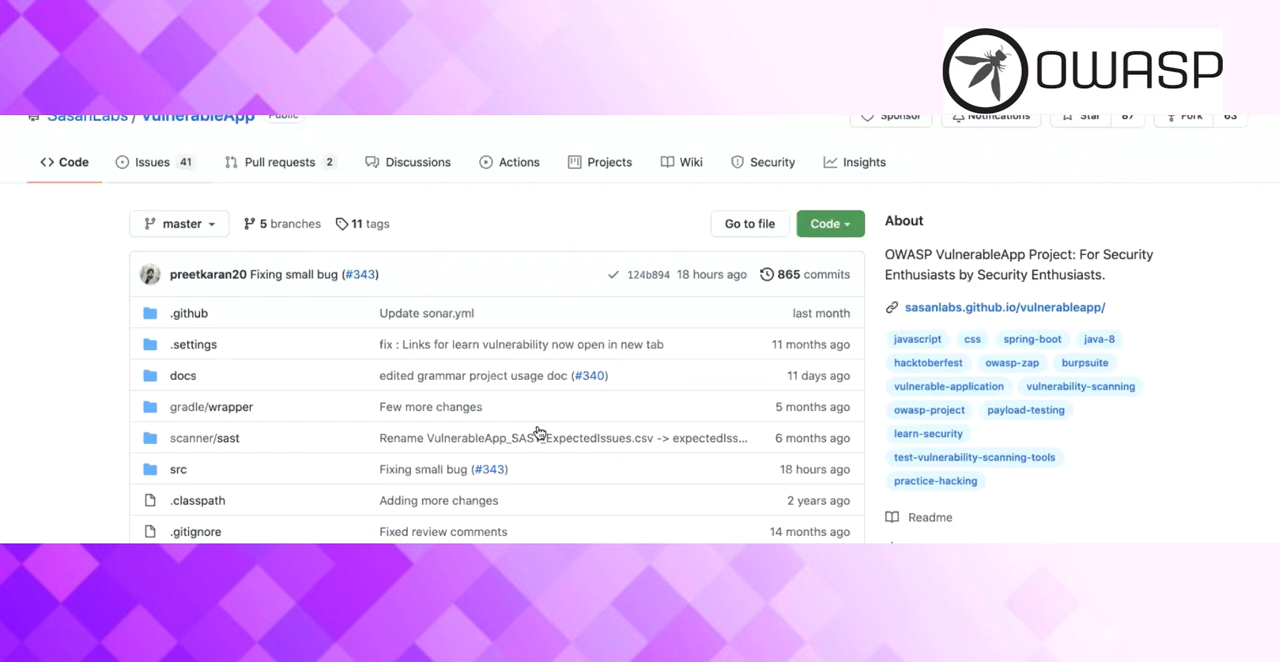 OWASP
SasanLabs / VulnerableApp Public
Sponsor Notifications Star 87 Fork 63
Code Issues 41 Pull requests 2 Discussions Actions Projects Wiki Security Insights
master 5 branches 11 tags Go to file Code
preetkaran20 Fixing small bug (#343) 124b894 18 hours ago 865 commits
.github Update sonar.yml last month
.settings fix : Links for learn vulnerability now open in new tab 11 months ago
docs edited grammar project usage doc (#340) 11 days ago
gradle/wrapper Few more changes 5 months ago
scanner/sast Rename VulnerableApp_SAST_ExpectedIssues.csv -> expectedIss... 6 months ago
src Fixing small bug (#343) 18 hours ago
.classpath Adding more changes 2 years ago
.gitignore Fixed review comments 14 months ago
About
OWASP VulnerableApp Project: For Security
Enthusiasts by Security Enthusiasts.
sasanlabs.github.io/vulnerableapp/
javascript css spring-boot java-8
hacktoberfest owasp-zap burpsuite
vulnerable-application vulnerability-scanning
owasp-project payload-testing
learn-security
test-vulnerability-scanning-tools
practice-hacking
Readme